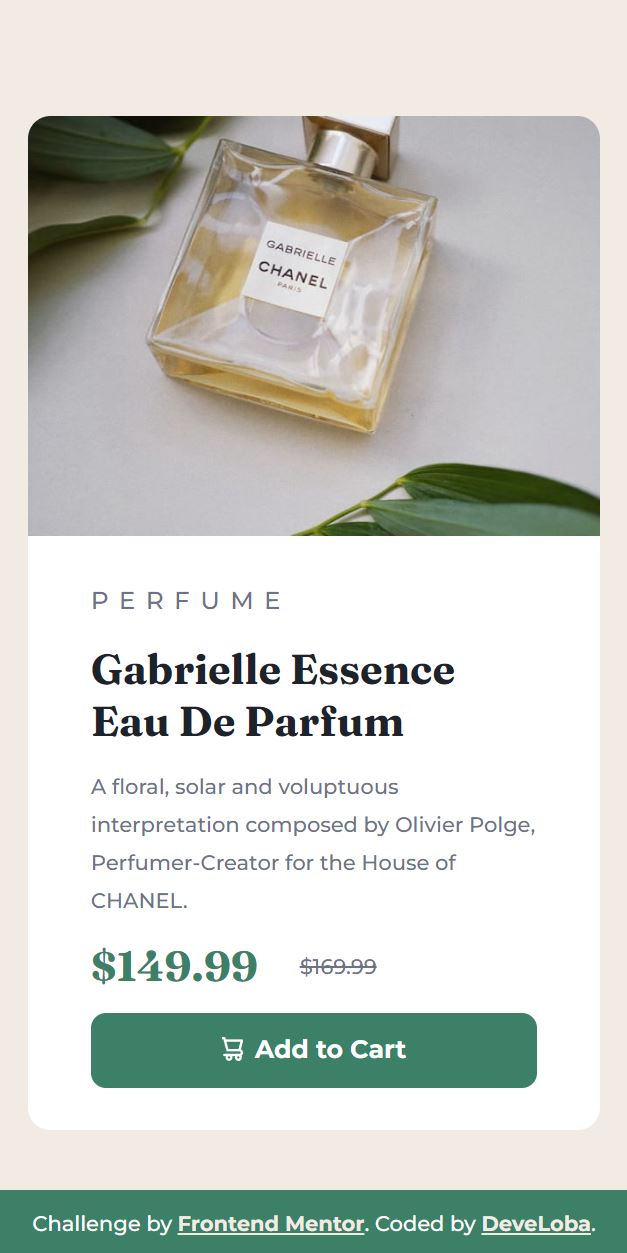 GABRIELLE
CHANEL
PARIS
PERFUME
Gabrielle Essence
Eau De Parfum
A floral, solar and voluptuous
interpretation composed by Olivier Polge,
Perfumer-Creator for the House of
CHANEL.
$149.99 $169.99
Add to Cart
Challenge by Frontend Mentor. Coded by DeveLoba.